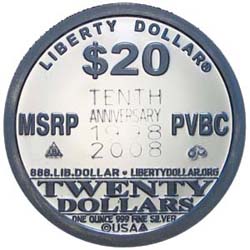 LIBERTY DOLLAR®
$20
TENTH
ANNIVERSARY
MSRP 1998 PVBC
2008
888.LIB.DOLLAR • LIBERTYDOLLAR.ORG
TWENTY
DOLLARS
ONE OUNCE 999 FINE SILVER
©USA